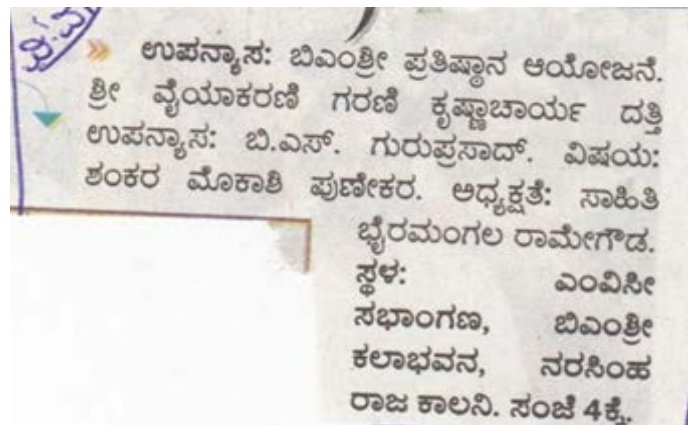 ಉಪನ್ಯಾಸ: ಬಿಎಂಶ್ರೀ ಪ್ರತಿಷ್ಠಾನ ಆಯೋಜನೆ.
ಶ್ರೀ ವೈಯಾಕರಣಿ ಗರಣಿ ಕೃಷ್ಣಾಚಾರ್ಯ ದತ್ತಿ
ಉಪನ್ಯಾಸ: ಬಿ.ಎಸ್. ಗುರುಪ್ರಸಾದ್. ವಿಷಯ:
ಶಂಕರ ಮೊಕಾಶಿ ಪುಣೇಕರ. ಅಧ್ಯಕ್ಷತೆ: ಸಾಹಿತಿ
ಭೈರಮಂಗಲ ರಾಮೇಗೌಡ.
ಸ್ಥಳ: ಎಂವಿಸೀ
ಸಭಾಂಗಣ, ಬಿಎಂಶ್ರೀ
ಕಲಾಭವನ, ನರಸಿಂಹ
ರಾಜ ಕಾಲನಿ. ಸಂಜೆ 4ಕ್ಕೆ.